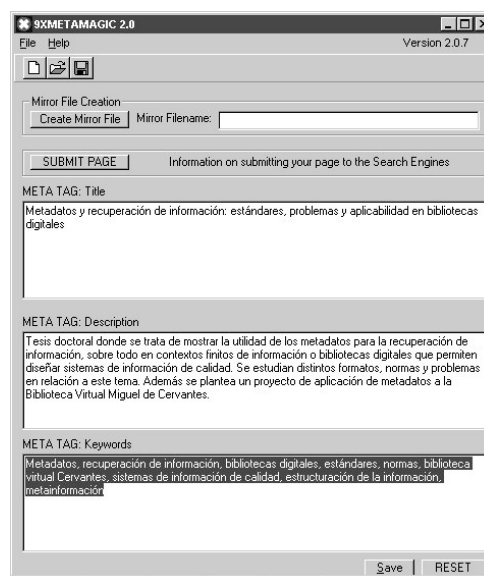 9XMETAMAGIC 2.0
File Help Version 2.0.7
Mirror File Creation
Create Mirror File Mirror Filename:
SUBMIT PAGE Information on submitting your page to the Search Engines
META TAG: Title
Metadatos y recuperación de información: estándares, problemas y aplicabilidad en bibliotecas
digitales
META TAG: Description
Tesis doctoral donde se trata de mostrar la utilidad de los metadatos para la recuperación de
información, sobre todo en contextos finitos de información o bibliotecas digitales que permiten
diseñar sistemas de información de calidad. Se estudian distintos formatos, normas y problemas
en relación a este tema. Además se plantea un proyecto de aplicación de metadatos a la
Biblioteca Virtual Miguel de Cervantes.
META TAG: Keywords
Metadatos, recuperación de información, bibliotecas digitales, estándares, normas, biblioteca
virtual Cervantes, sistemas de información de calidad, estructuración de la información,
metainformación
Save RESET